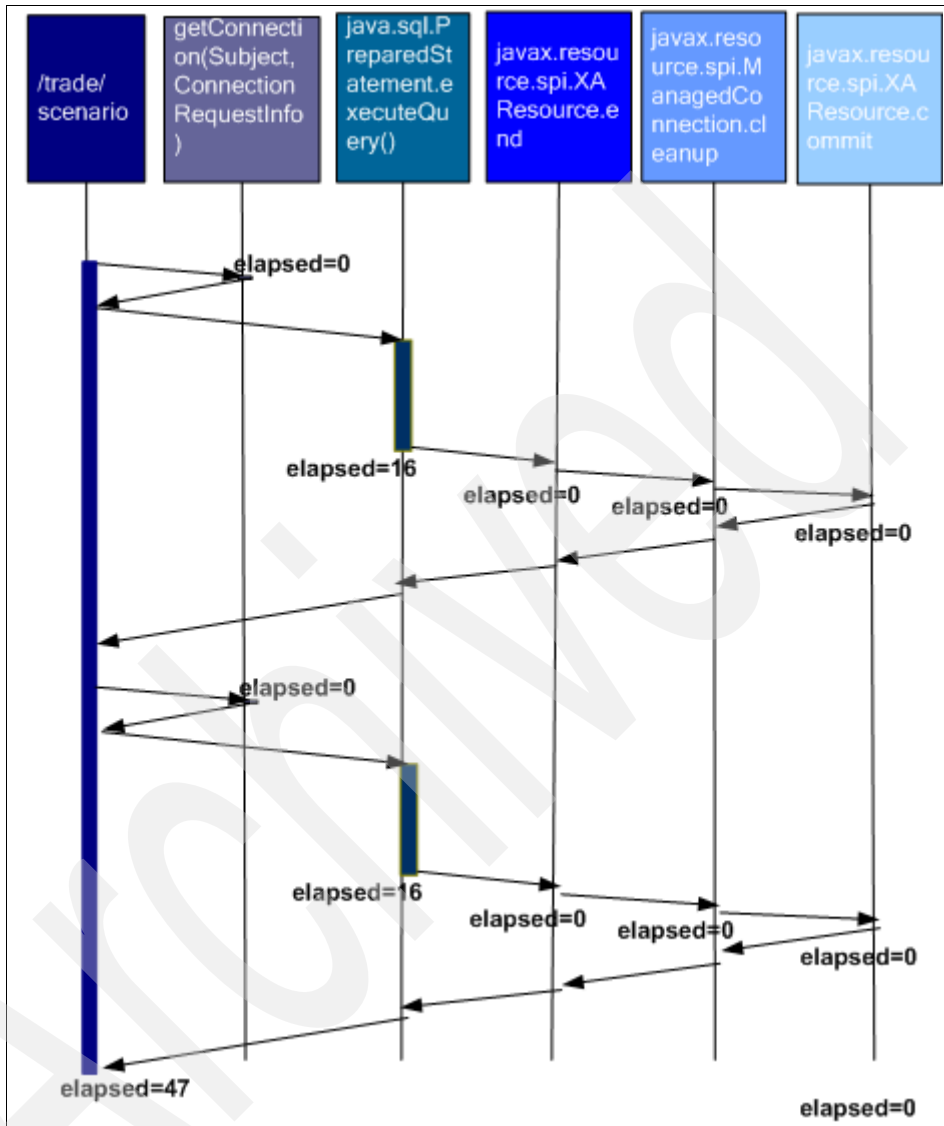 /trade/
scenario
getConnecti
on(Subject,
Connection
RequestInfo
)
java.sql.P
reparedSt
atement.e
xecuteQu
ery()
javax.resou
rce.spi.XA
Resource.e
nd
javax.reso
urce.spi.M
anagedCo
nnection.cl
eanup
javax.resou
rce.spi.XA
Resource.c
ommit
elapsed=0
elapsed=16
elapsed=0
elapsed=0
elapsed=0
elapsed=0
elapsed=16
elapsed=0
elapsed=0
elapsed=0
elapsed=47
elapsed=0
Archived